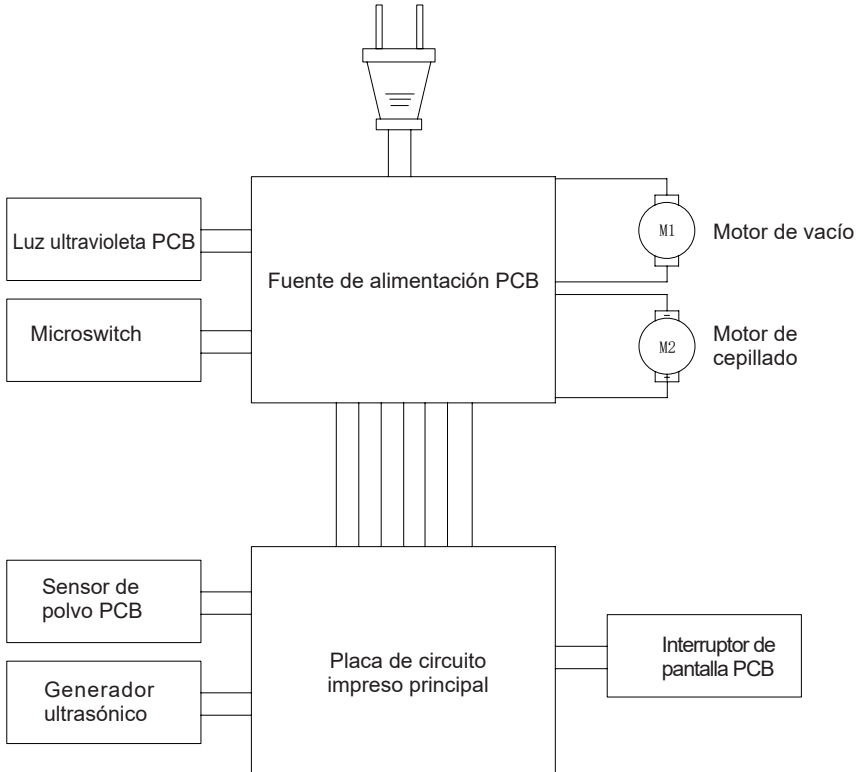 Luz ultravioleta PCB
Microswitch
Fuente de alimentación PCB
M1
Motor de vacío
M2
Motor de
cepillado
Sensor de
polvo PCB
Generador
ultrasónico
Placa de circuito
impreso principal
Interruptor de
pantalla PCB